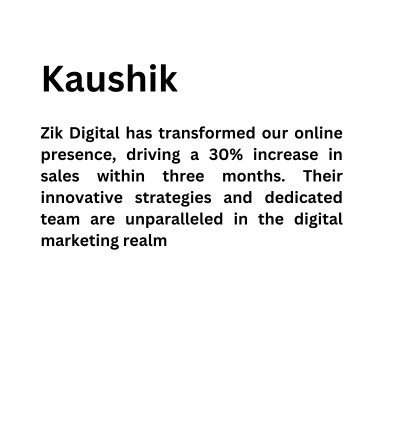 Kaushik
Zik Digital has transformed our online
presence, driving a 30% increase in
sales within three months. Their
innovative strategies and dedicated
team are unparalleled in the digital
marketing realm